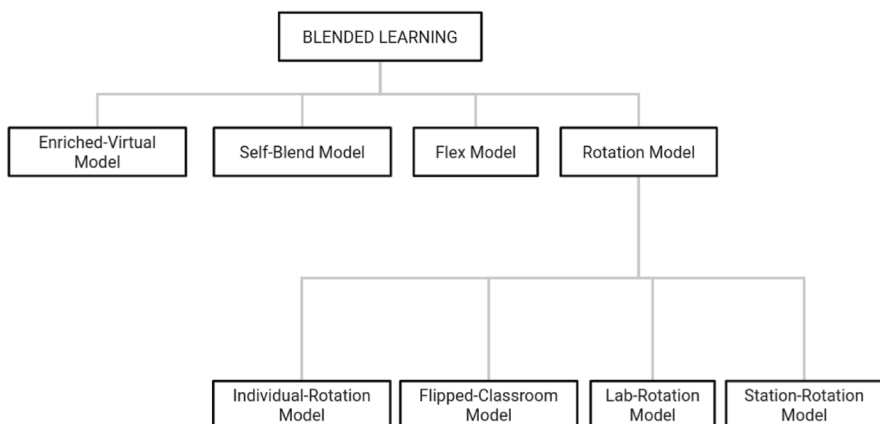 BLENDED LEARNING
Enriched-Virtual
Model
Self-Blend Model
Flex Model
Rotation Model
Individual-Rotation
Model
Flipped-Classroom
Model
Lab-Rotation
Model
Station-Rotation
Model